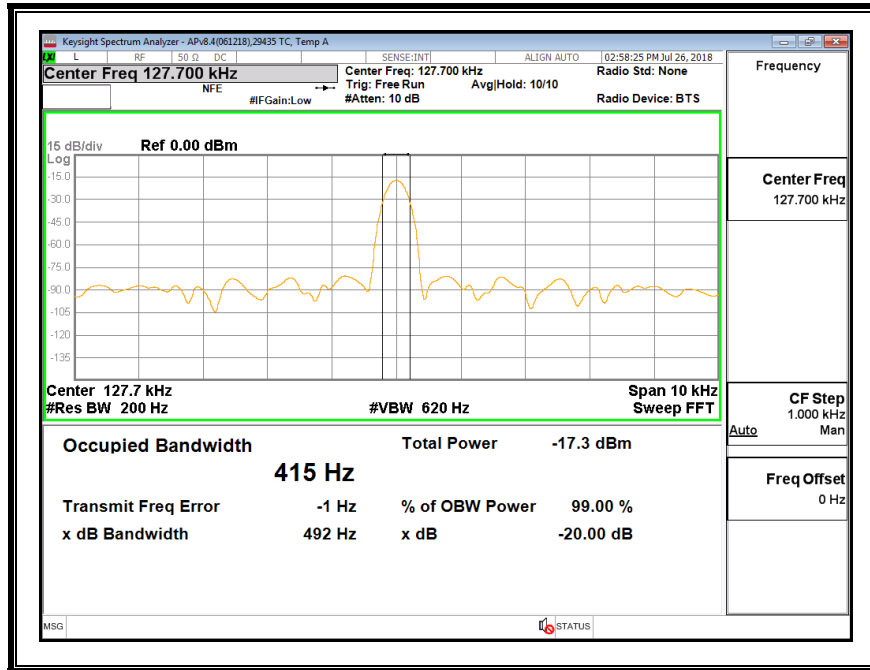 Keysight Spectrum Analyzer - APv8.4(061218),29435 TC, Temp A
LXI L RF 50 Ω DC SENSE:INT ALIGN AUTO 02:58:25 PM Jul 26, 2018
Center Freq 127.700 kHz
NFE
#IFGain:Low
Center Freq: 127.700 kHz
Trig: Free Run Avg|Hold: 10/10
#Atten: 10 dB
Radio Std: None
Radio Device: BTS
15 dB/div Ref 0.00 dBm
Log
-15.0
-30.0
-45.0
-60.0
-75.0
-90.0
-105
-120
-135
Center 127.7 kHz Span 10 kHz
#Res BW 200 Hz #VBW 620 Hz Sweep FFT
Occupied Bandwidth Total Power -17.3 dBm
415 Hz
Transmit Freq Error -1 Hz % of OBW Power 99.00 %
x dB Bandwidth 492 Hz x dB -20.00 dB
MSG STATUS
Frequency
Center Freq
127.700 kHz
CF Step
1.000 kHz
Auto Man
Freq Offset
0 Hz